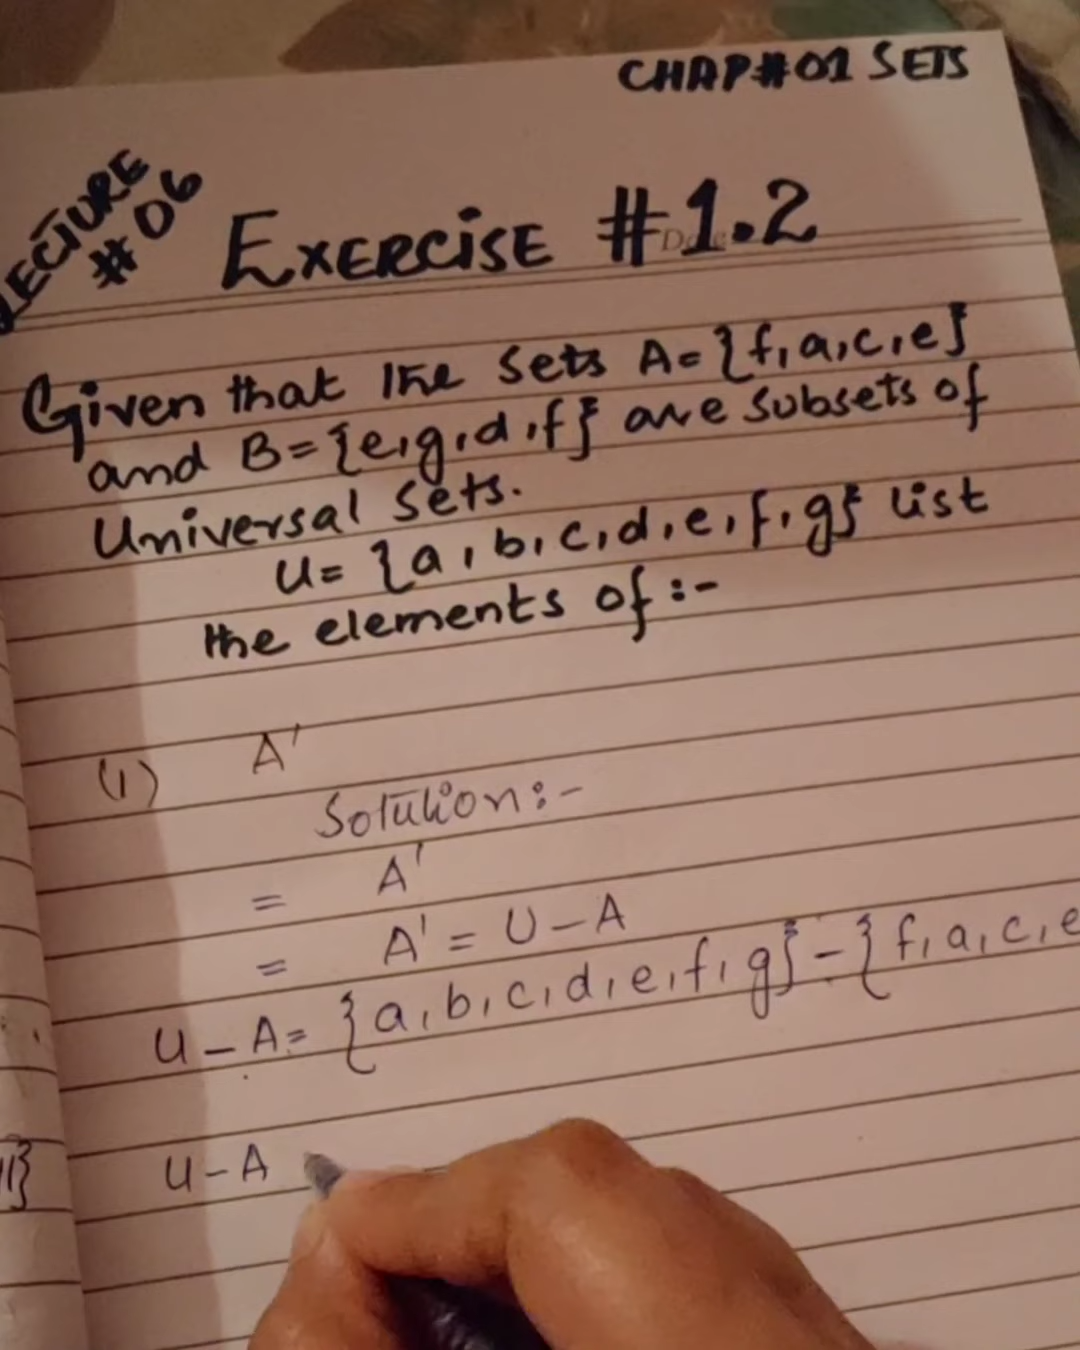 CHAP#01 SETS
LECTURE
#06
EXERCISE #1.2
Given that the Sets A={f,a,c,e}
and B={e,g,d,f} are subsets of
Universal Sets.
U= {a,b,c,d,e,f,g} list
the elements of:-
(1) A'
Solution:-
= A'
= A' = U-A
U-A= {a,b,c,d,e,f,g}-{f,a,c,e
U-A